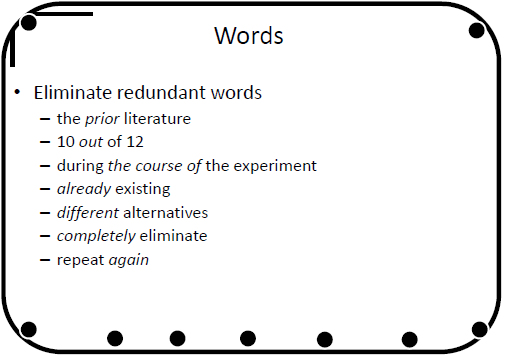 Words
• Eliminate redundant words
– the prior literature
– 10 out of 12
– during the course of the experiment
– already existing
– different alternatives
– completely eliminate
– repeat again